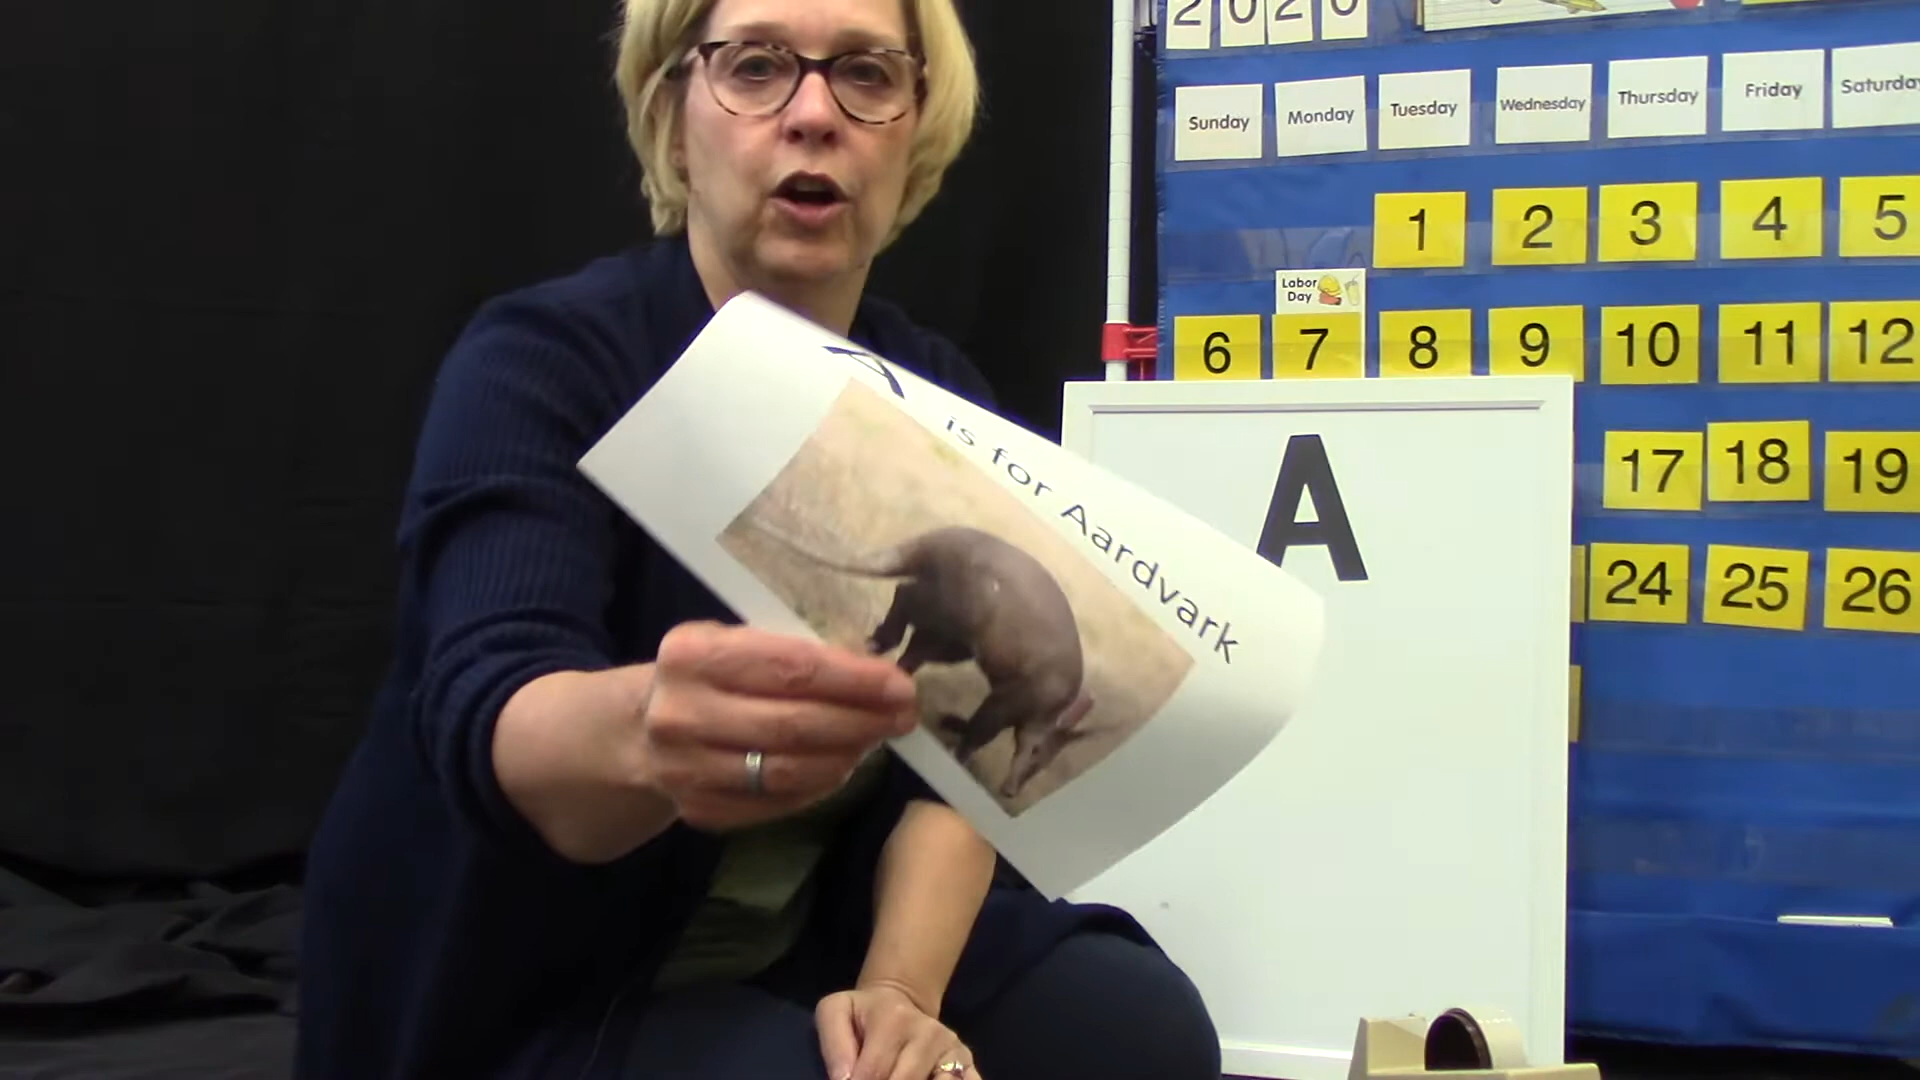 2020
Sunday Monday Tuesday Wednesday Thursday Friday Saturday
1 2 3 4 5
Labor
Day
6 7 8 9 10 11 12
17 18 19
24 25 26
A is for Aardvark
A